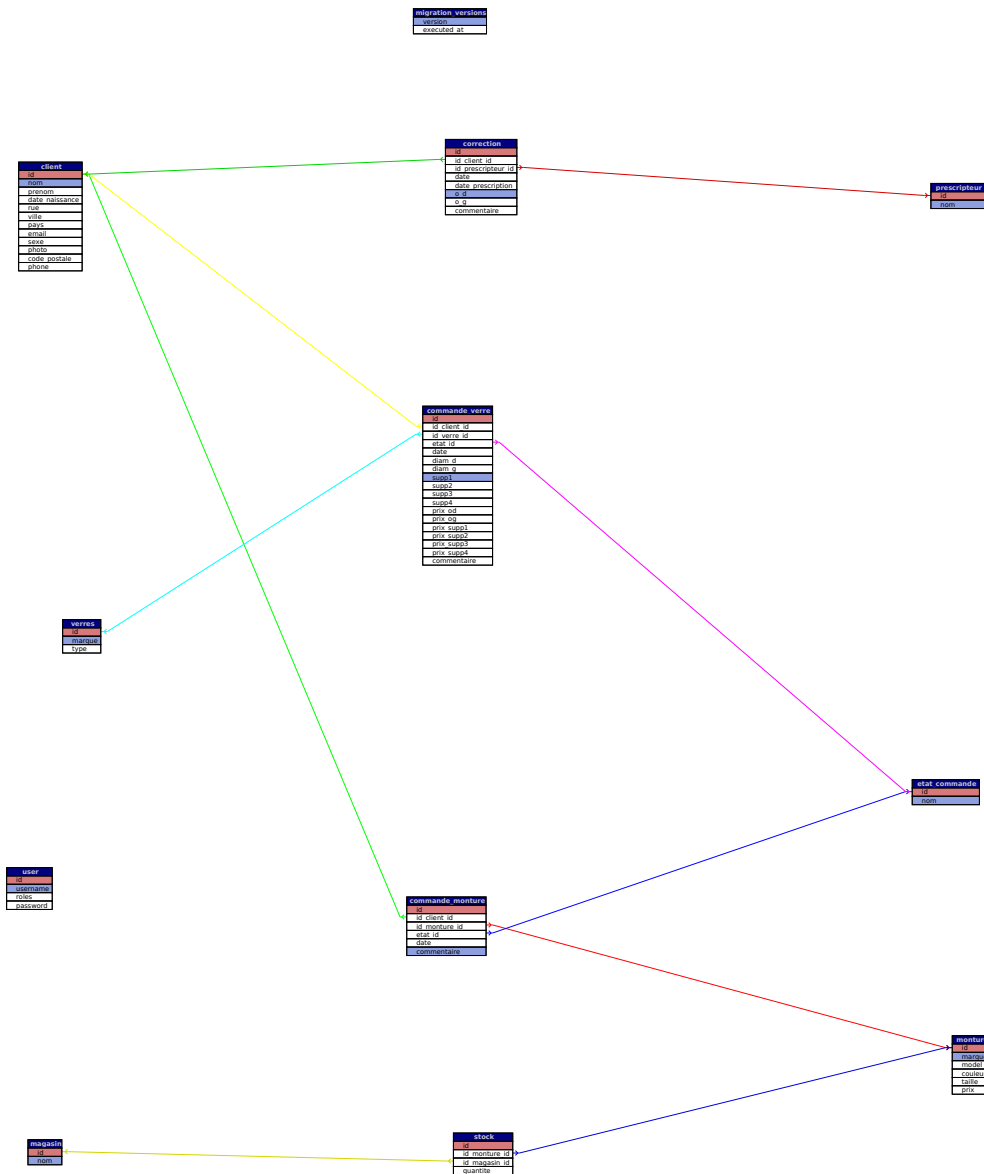 migration_versions
version
executed_at
correction
id
id_client_id
id_prescripteur_id
date
date_prescription
o_d
o_g
commentaire
client
id
nom
prenom
date_naissance
rue
ville
pays
email
sexe
photo
code_postale
phone
prescripteur
id
nom
commande_verre
id
id_client_id
id_verre_id
etat_id
date
diam_d
diam_g
supp1
supp2
supp3
supp4
prix_od
prix_og
prix_supp1
prix_supp2
prix_supp3
prix_supp4
commentaire
verres
id
marque
type
etat_commande
id
nom
user
id
username
roles
password
commande_monture
id
id_client_id
id_monture_id
etat_id
date
commentaire
monture
id
marqu
model
couleu
taille
prix
stock
id
id_monture_id
id_magasin_id
quantite
magasin
id
nom